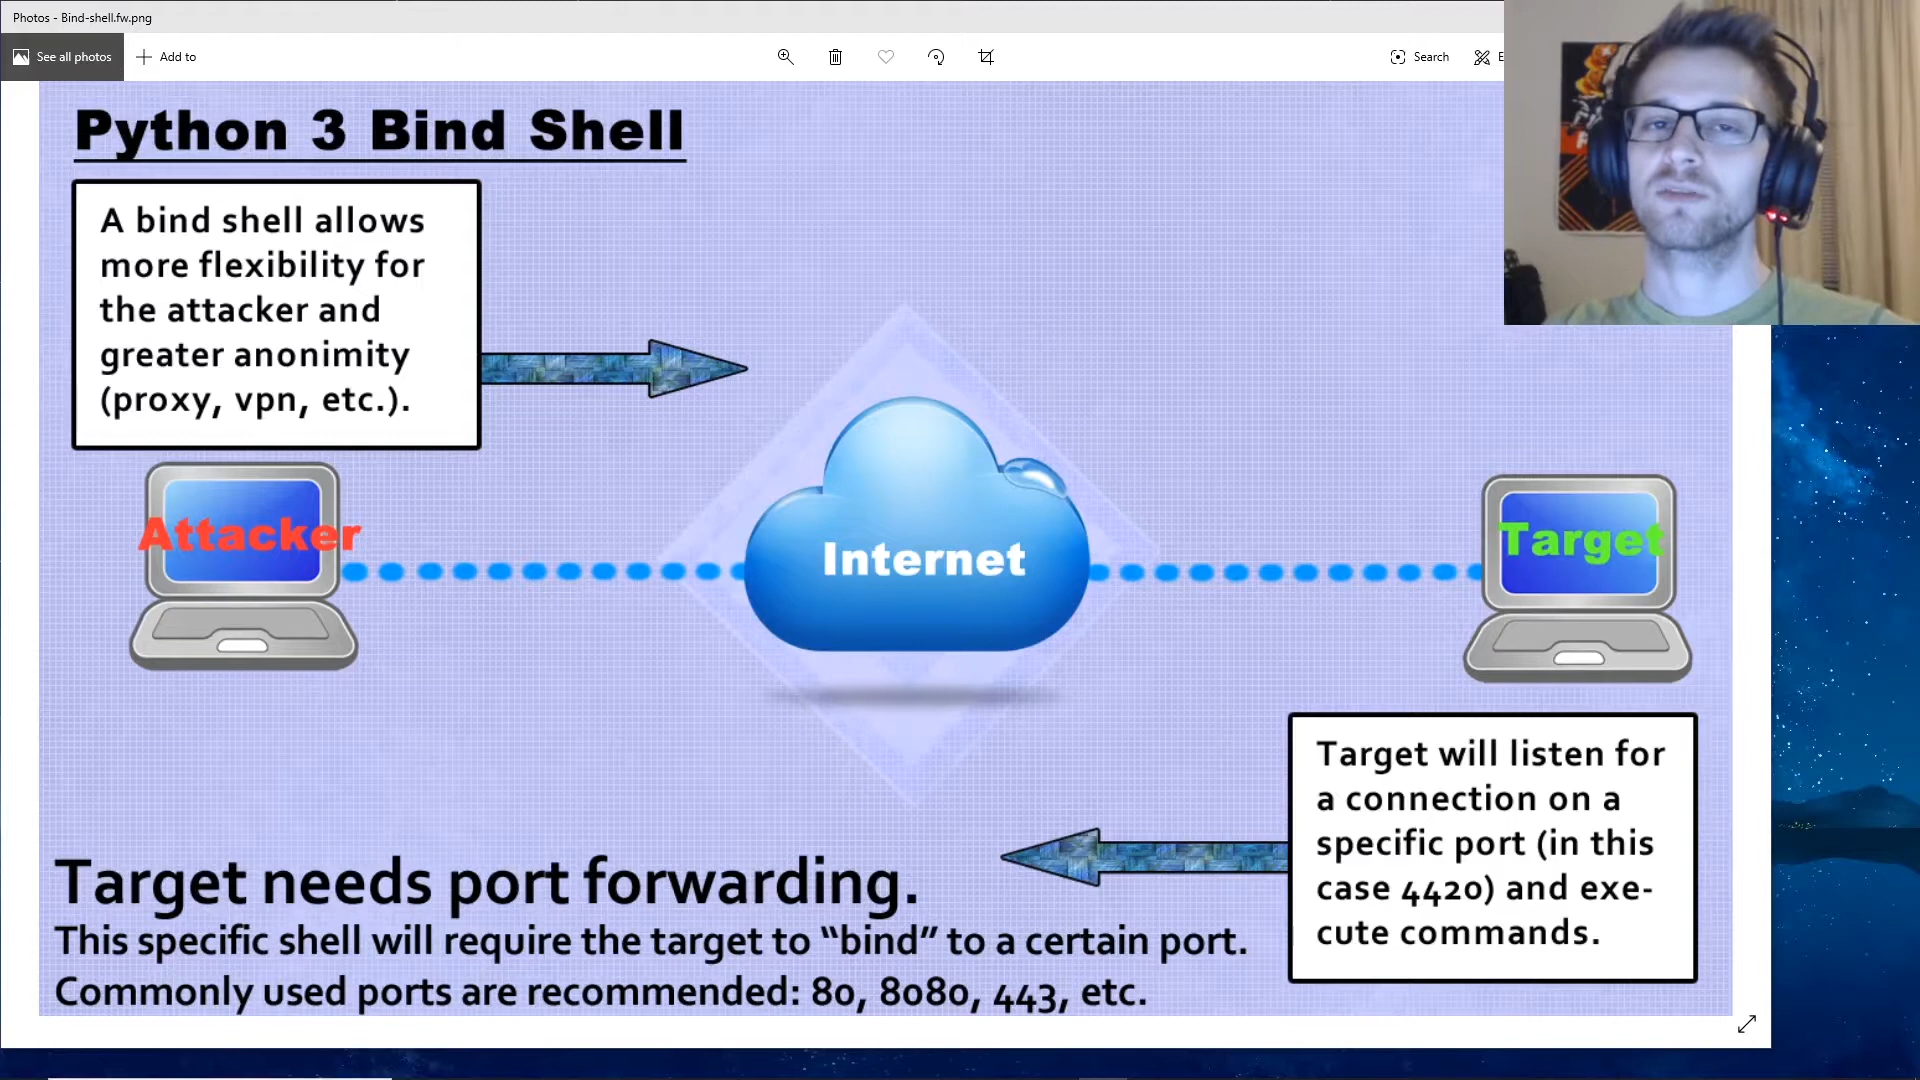 Photos - Bind-shell.fw.png
See all photos
Add to
Search
E
Python 3 Bind Shell
A bind shell allows
more flexibility for
the attacker and
greater anonimity
(proxy, vpn, etc.).
Attacker
Internet
Target
Target will listen for
a connection on a
specific port (in this
case 4420) and exe-
cute commands.
Target needs port forwarding.
This specific shell will require the target to “bind” to a certain port.
Commonly used ports are recommended: 80, 8080, 443, etc.